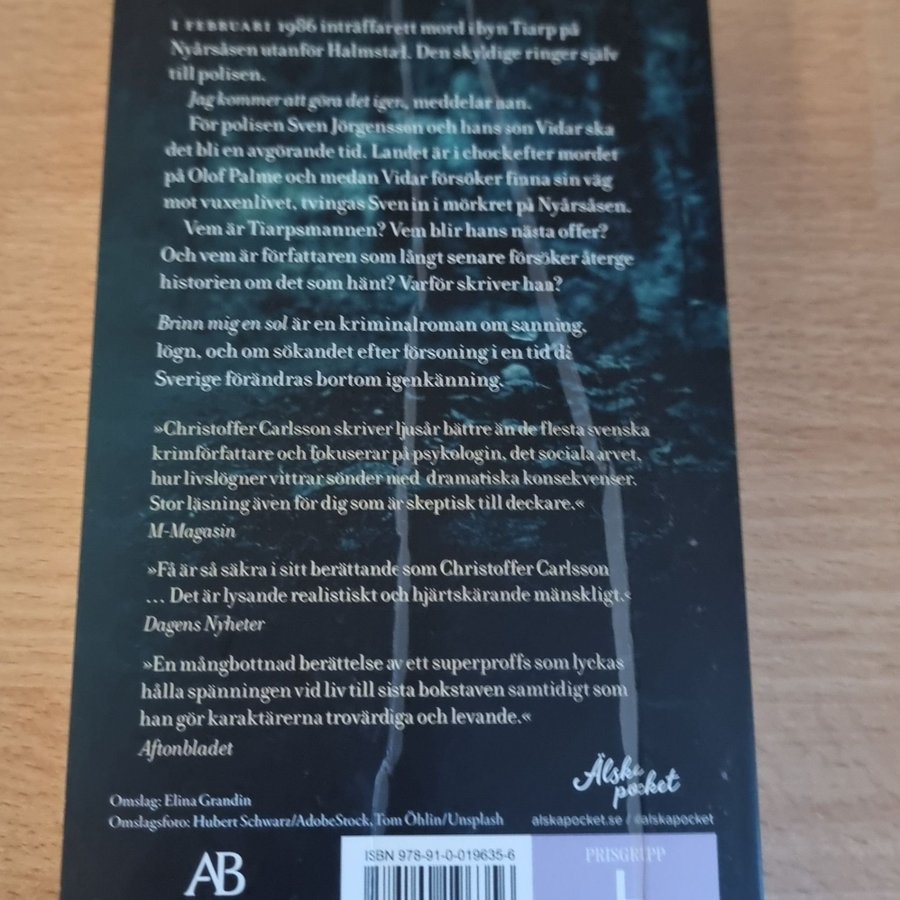 I FEBRUARI 1986 inträffar ett mord i byn Tiarp på
Nyårsåsen utanför Halmstad. Den skyldige ringer själv
till polisen.
Jag kommer att göra det igen, meddelar han.
För polisen Sven Jörgensson och hans son Vidar ska
det bli en avgörande tid. Landet är i chock efter mordet
på Olof Palme och medan Vidar försöker finna sin väg
mot vuxenlivet, tvingas Sven in i mörkret på Nyårsåsen.
Vem är Tiarpsmannen? Vem blir hans nästa offer?
Och vem är författaren som långt senare försöker återge
historien om det som hänt? Varför skriver han?
Brinn mig en sol är en kriminalroman om sanning,
lögn, och om sökandet efter försoning i en tid då
Sverige förändras bortom igenkänning.
»Christoffer Carlsson skriver ljusår bättre än de flesta svenska
krimförfattare och fokuserar på psykologin, det sociala arvet,
hur livslögner vittrar sönder med dramatiska konsekvenser.
Stor läsning även för dig som är skeptisk till deckare.«
M-Magasin
»Få är så säkra i sitt berättande som Christoffer Carlsson
… Det är lysande realistiskt och hjärtskärande mänskligt.«
Dagens Nyheter
»En mångbottnad berättelse av ett superproffs som lyckas
hålla spänningen vid liv till sista bokstaven samtidigt som
han gör karaktärerna trovärdiga och levande.«
Aftonbladet
Älska
pocket
Omslag: Elina Grandin
Omslagsfoto: Hubert Schwarz/AdobeStock, Tom Öhlin/Unsplash
alskapocket.se / @alskapocket
AB
ISBN 978-91-0-019635-6
PRISGRUPP